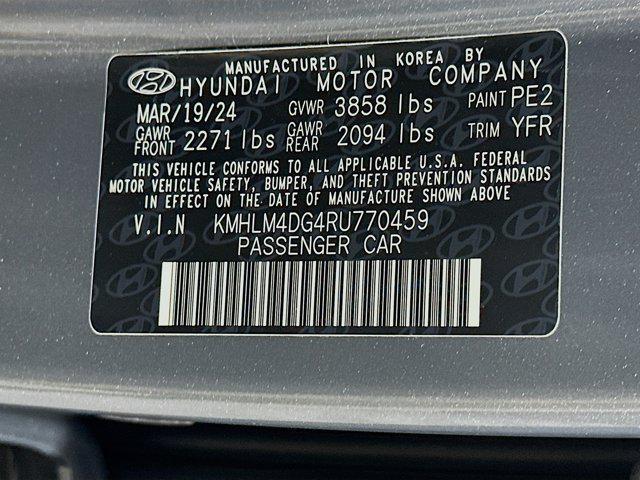 MANUFACTURED IN KOREA BY
HYUNDAI MOTOR COMPANY
MAR/19/24 GVWR 3858 lbs PAINT PE2
GAWR FRONT 2271 lbs GAWR REAR 2094 lbs TRIM YFR
THIS VEHICLE CONFORMS TO ALL APPLICABLE U.S.A. FEDERAL
MOTOR VEHICLE SAFETY, BUMPER, AND THEFT PREVENTION STANDARDS
IN EFFECT ON THE DATE OF MANUFACTURE SHOWN ABOVE
V.I.N KMHLM4DG4RU770459
PASSENGER CAR